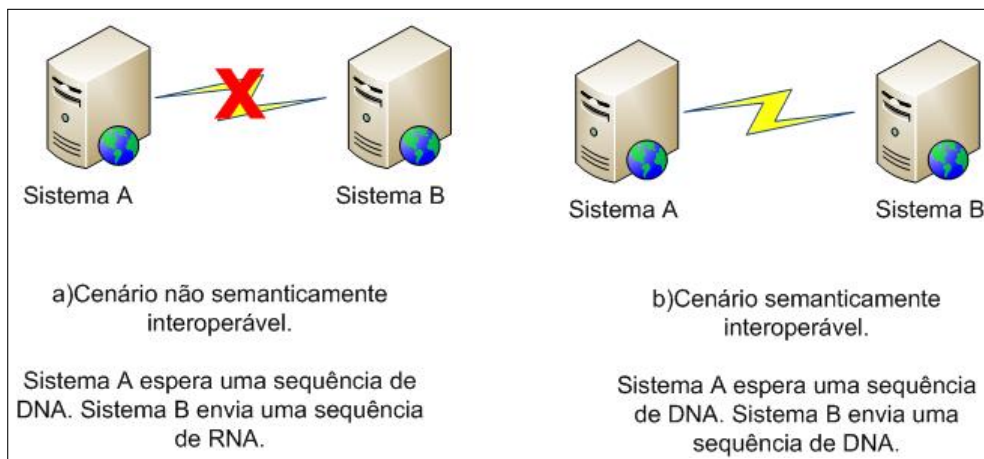 Sistema A
Sistema B
a)Cenário não semanticamente
interoperável.
Sistema A espera uma sequência de
DNA. Sistema B envia uma sequência
de RNA.
Sistema A
Sistema B
b)Cenário semanticamente
interoperável.
Sistema A espera uma sequência
de DNA. Sistema B envia uma
sequência de DNA.